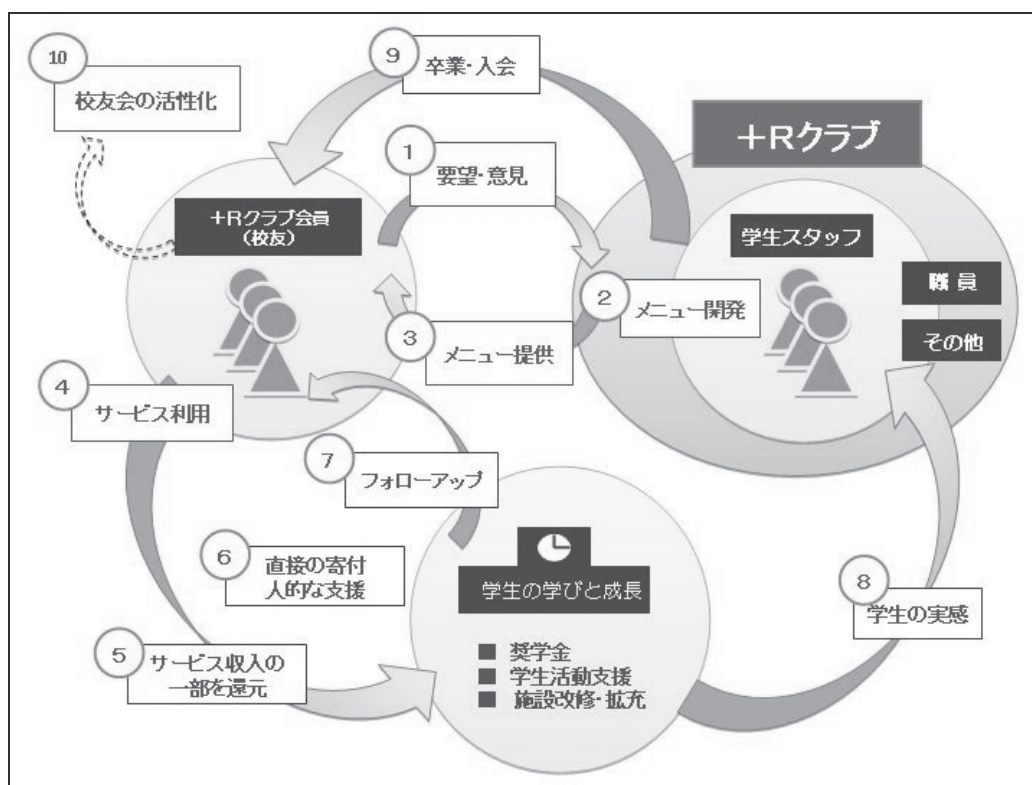 10
校友会の活性化
9
卒業・入会
1
要望・意見
+Rクラブ
+Rクラブ会員
(校友)
学生スタッフ
職員
その他
2
メニュー開発
3
メニュー提供
4
サービス利用
7
フォローアップ
6
直接の寄付
人的な支援
5
サービス収入の
一部を還元
学生の学びと成長
■ 奨学金
■ 学生活動支援
■ 施設改修・拡充
8
学生の実感